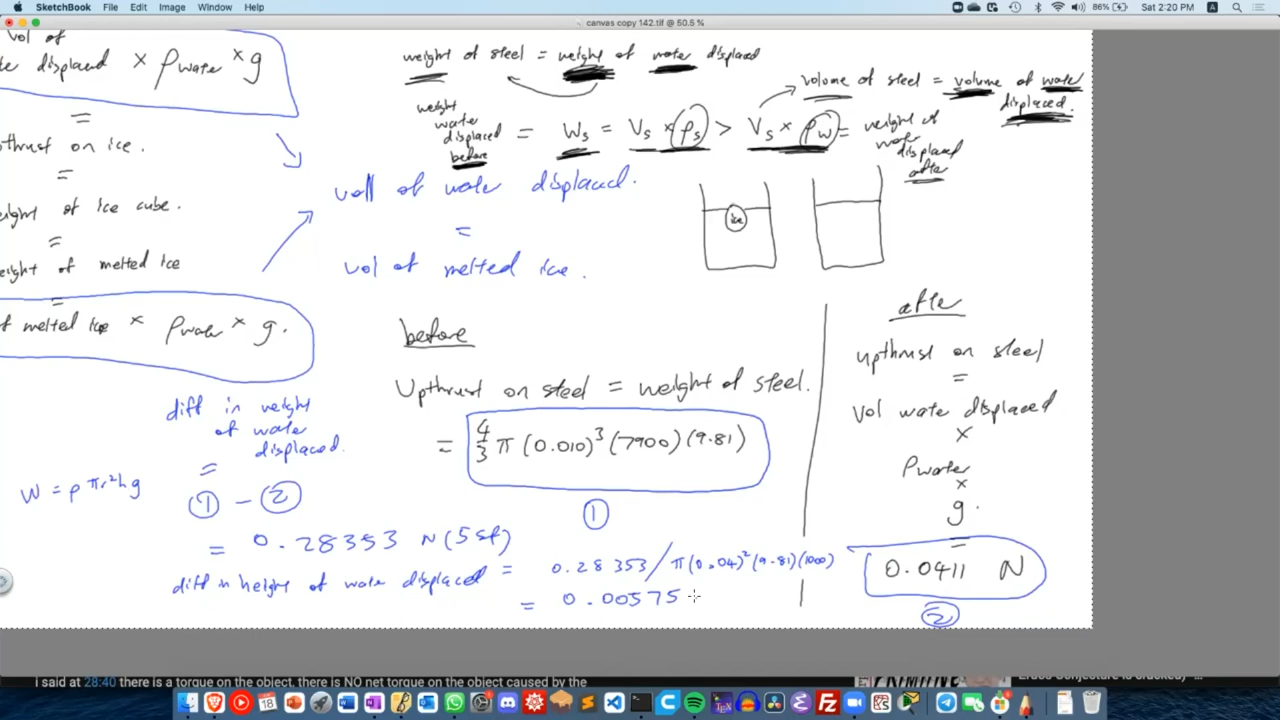 SketchBook File Edit Image Window Help
86% Sat 2:20 PM
canvas copy 142.tif @ 50.5 %
vol of
displaced × ρwater × g
=
thrust on ice.
=
weight of ice cube.
=
weight of melted ice
=
of melted ice × ρwater × g.
weight of steel = weight of water displaced
volume of steel = volume of water
displaced.
weight
water
displaced
before
= Ws = Vs × ρs > Vs × ρw = weight of
water
displaced
after
voll of water displaced.
=
vol of melted ice.
ice
before
Upthrust on steel = weight of steel.
= 4/3 π (0.010)³ (7900) (9.81)
①
after
upthrust on steel
=
vol water displaced
×
ρwater
×
g.
=
0.0411 N
②
diff in weight
of water
displaced.
=
W = ρπr²hg
① - ②
= 0.28353 N (5sf)
diff in height of water displaced = 0.28353/π(0.04)²(9.81)(1000)
= 0.00575
i said at 28:40 there is a torque on the object, there is NO net torque on the object caused by the